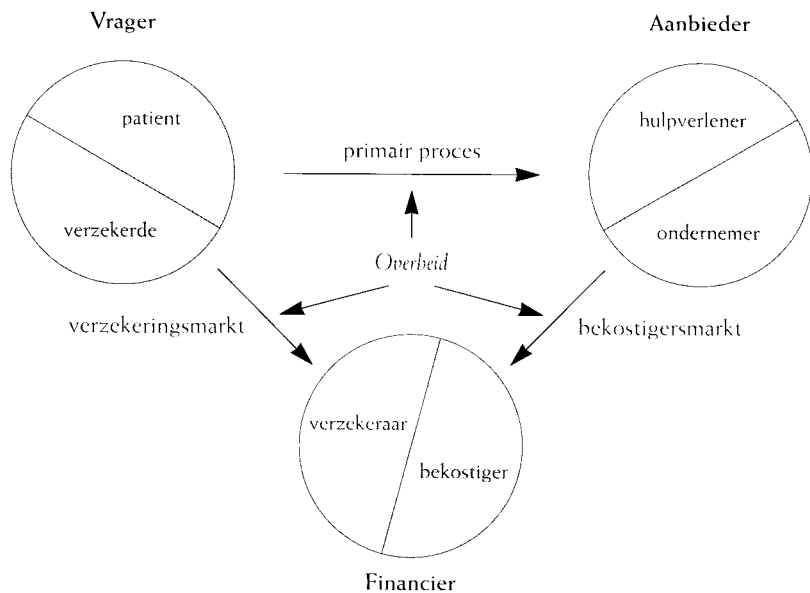 Vrager
Aanbieder
patient
hulpverlener
primair proces
verzekerde
ondernemer
Overheid
verzekeringsmarkt
bekostigersmarkt
verzekeraar
bekostiger
Financier